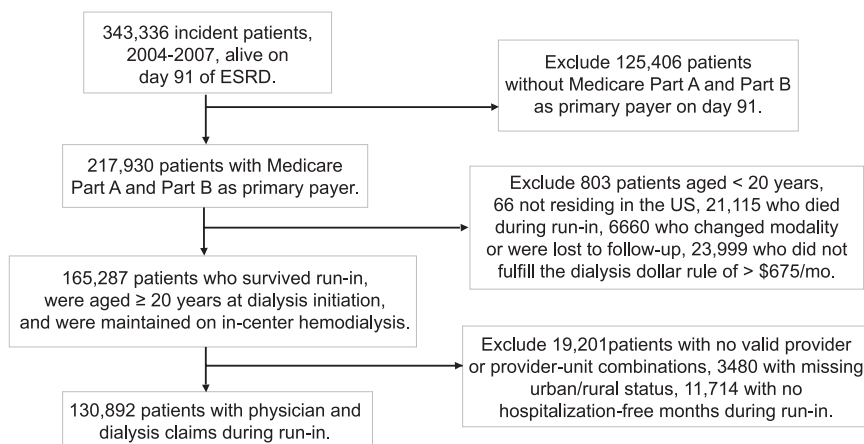 343,336 incident patients,
2004-2007, alive on
day 91 of ESRD.
Exclude 125,406 patients
without Medicare Part A and Part B
as primary payer on day 91.
217,930 patients with Medicare
Part A and Part B as primary payer.
Exclude 803 patients aged < 20 years,
66 not residing in the US, 21,115 who died
during run-in, 6660 who changed modality
or were lost to follow-up, 23,999 who did not
fulfill the dialysis dollar rule of > $675/mo.
165,287 patients who survived run-in,
were aged ≥ 20 years at dialysis initiation,
and were maintained on in-center hemodialysis.
Exclude 19,201patients with no valid provider
or provider-unit combinations, 3480 with missing
urban/rural status, 11,714 with no
hospitalization-free months during run-in.
130,892 patients with physician and
dialysis claims during run-in.